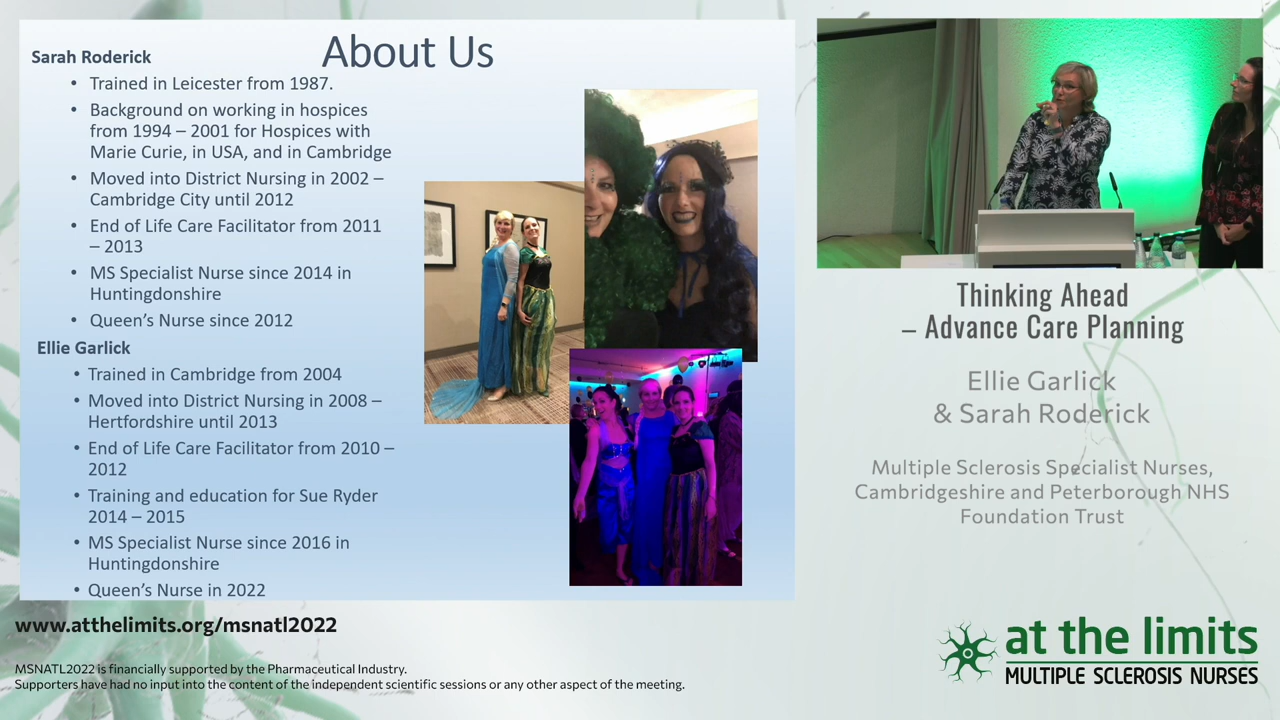 About Us
Sarah Roderick
• Trained in Leicester from 1987.
• Background on working in hospices
from 1994 – 2001 for Hospices with
Marie Curie, in USA, and in Cambridge
• Moved into District Nursing in 2002 –
Cambridge City until 2012
• End of Life Care Facilitator from 2011
– 2013
• MS Specialist Nurse since 2014 in
Huntingdonshire
• Queen’s Nurse since 2012
Ellie Garlick
• Trained in Cambridge from 2004
• Moved into District Nursing in 2008 –
Hertfordshire until 2013
• End of Life Care Facilitator from 2010 –
2012
• Training and education for Sue Ryder
2014 – 2015
• MS Specialist Nurse since 2016 in
Huntingdonshire
• Queen’s Nurse in 2022
Thinking Ahead
– Advance Care Planning
Ellie Garlick
& Sarah Roderick
Multiple Sclerosis Specialist Nurses,
Cambridgeshire and Peterborough NHS
Foundation Trust
www.atthelimits.org/msnatl2022
MSNATL2022 is financially supported by the Pharmaceutical Industry.
Supporters have had no input into the content of the independent scientific sessions or any other aspect of the meeting.
at the limits
MULTIPLE SCLEROSIS NURSES